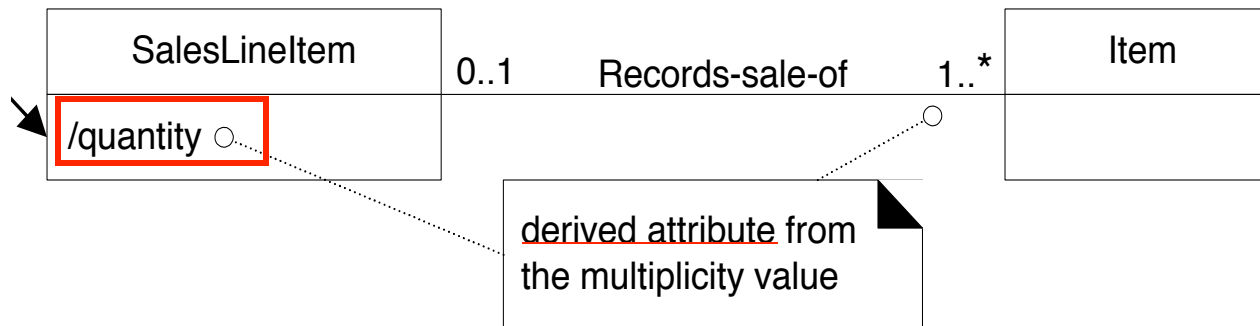 SalesLineItem
0..1
Records-sale-of
1..*
Item
/quantity
derived attribute from
the multiplicity value